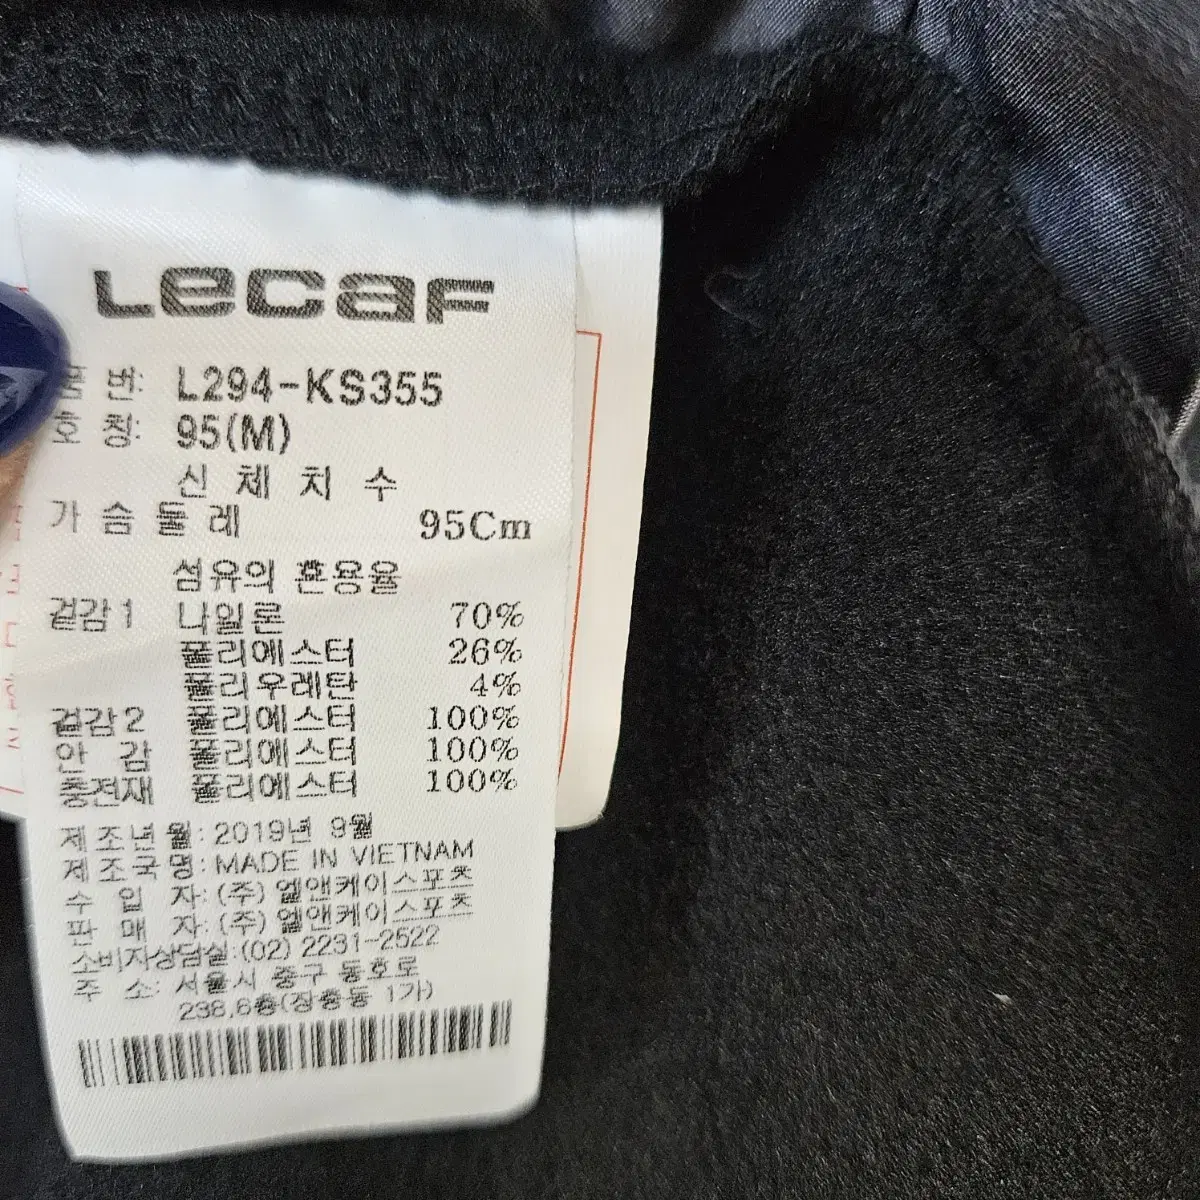 Lecaf
품 번: L294-KS355
호 칭: 95(M)
신 체 치 수
가 슴 둘 레 95Cm
섬유의 혼용율
겉감1 나일론 70%
폴리에스터 26%
폴리우레탄 4%
겉감2 폴리에스터 100%
안 감 폴리에스터 100%
충전재 폴리에스터 100%
제조년월: 2019년 9월
제조국명: MADE IN VIETNAM
수 입 자: (주) 엘앤케이스포츠
판 매 자: (주) 엘앤케이스포츠
소비자상담실: (02) 2231-2522
주 소: 서울시 중구 동호로
238,6층(장충동 1가)